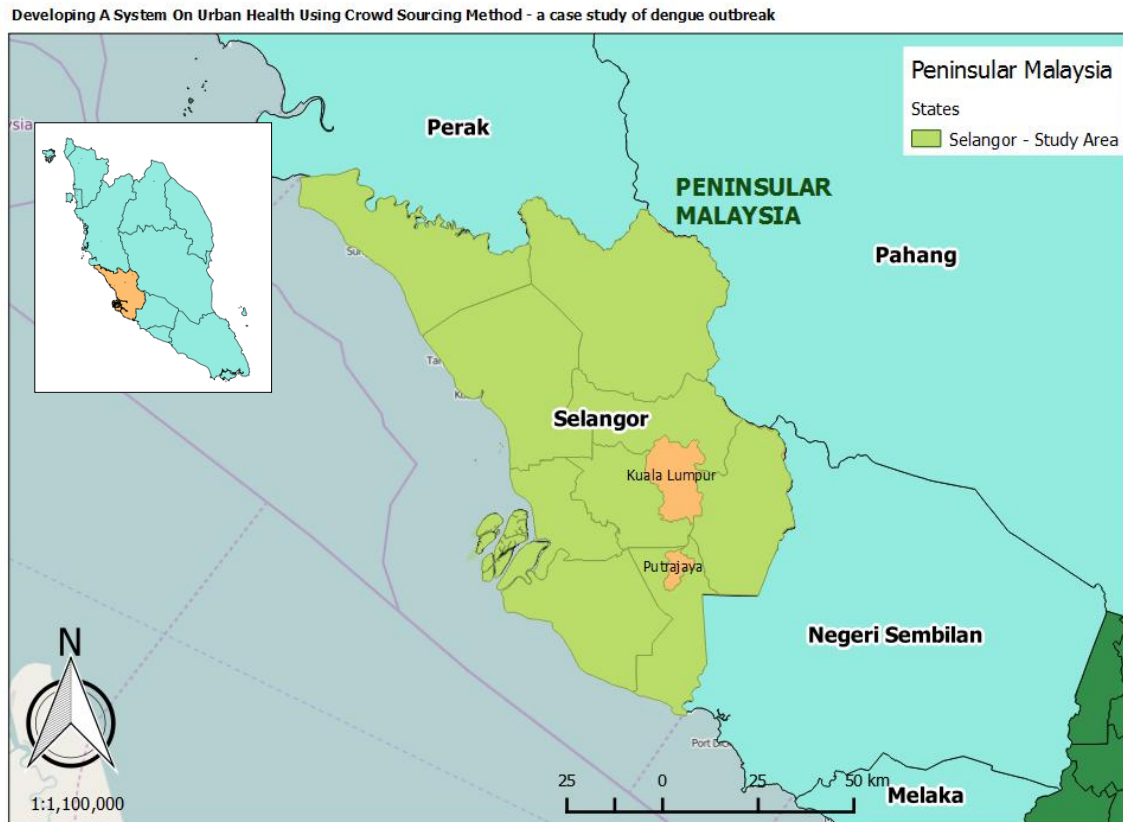 Developing A System On Urban Health Using Crowd Sourcing Method - a case study of dengue outbreak
Peninsular Malaysia
States
Selangor - Study Area
Perak
PENINSULAR
MALAYSIA
Pahang
Selangor
Kuala Lumpur
Putrajaya
Negeri Sembilan
N
Port Di
25 0 25 50 km
Melaka
1:1,100,000